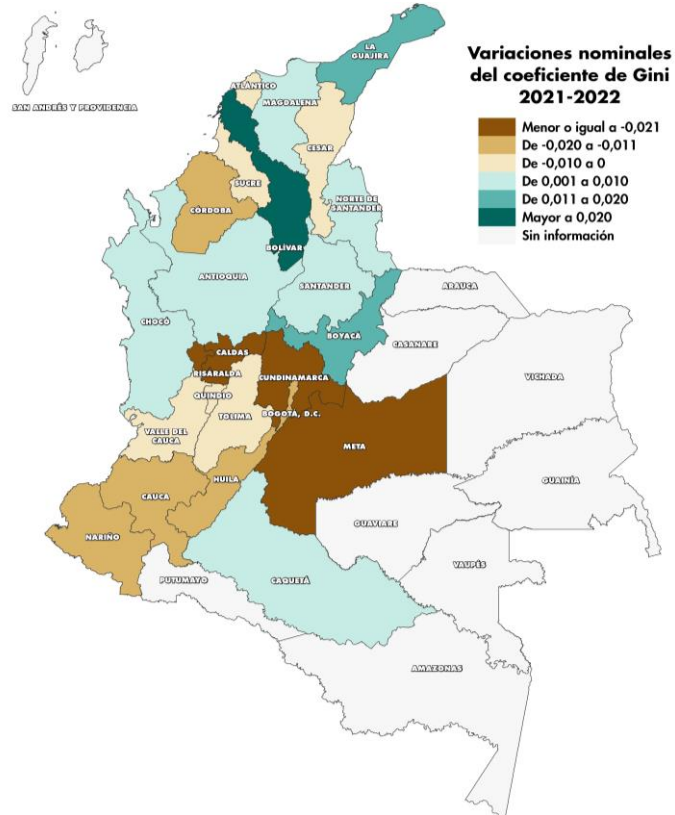 Variaciones nominales
del coeficiente de Gini
2021-2022
Menor o igual a -0,021
De -0,020 a -0,011
De -0,010 a 0
De 0,001 a 0,010
De 0,011 a 0,020
Mayor a 0,020
Sin información
SAN ANDRÉS Y PROVIDENCIA
LA
GUAJIRA
ATLÁNTICO
MAGDALENA
CESAR
SUCRE
NORTE DE
SANTANDER
CÓRDOBA
BOLÍVAR
ANTIOQUIA
SANTANDER
ARAUCA
CHOCÓ
BOYACÁ
CASANARE
CALDAS
RISARALDA
CUNDINAMARCA
VICHADA
QUINDÍO
BOGOTÁ, D.C.
TOLIMA
VALLE DEL
CAUCA
META
HUILA
GUAINÍA
CAUCA
GUAVIARE
NARIÑO
VAUPÉS
PUTUMAYO
CAQUETÁ
AMAZONAS